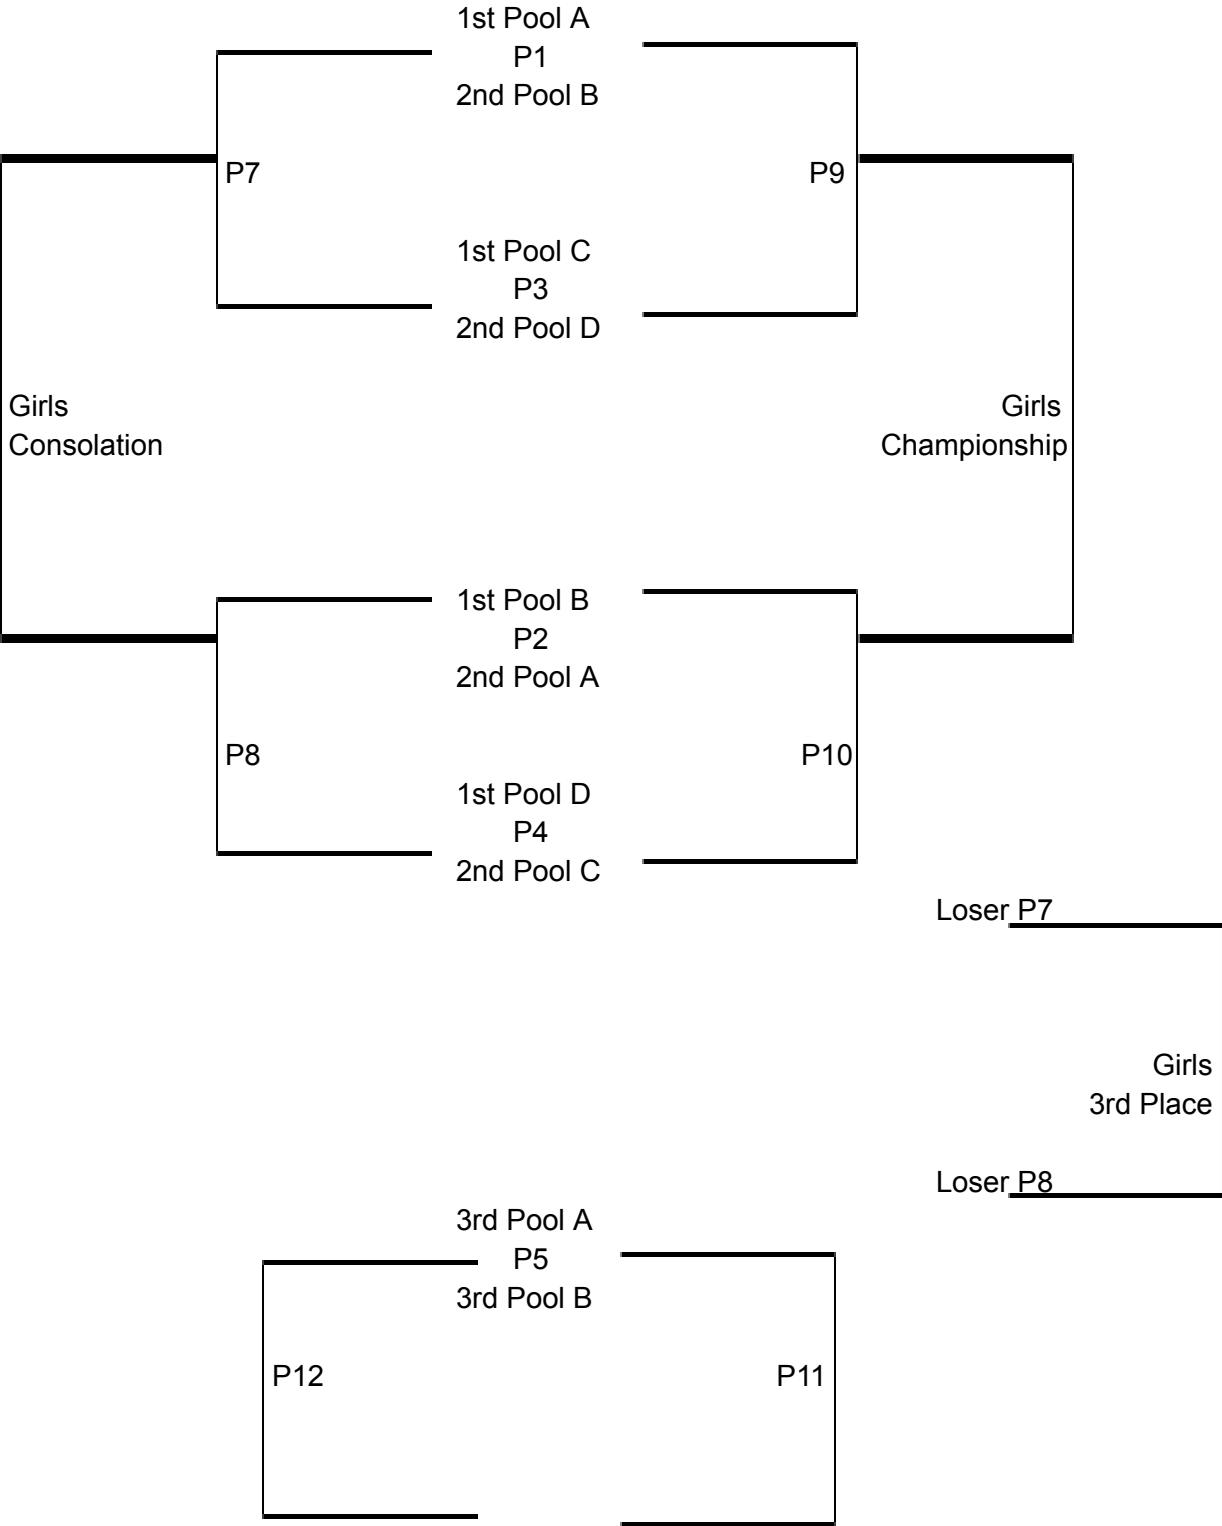 1st Pool A
P1
2nd Pool B
P7
P9
1st Pool C
P3
2nd Pool D
Girls
Consolation
Girls
Championship
1st Pool B
P2
2nd Pool A
P8
P10
1st Pool D
P4
2nd Pool C
Loser P7
Girls
3rd Place
Loser P8
3rd Pool A
P5
3rd Pool B
P12
P11